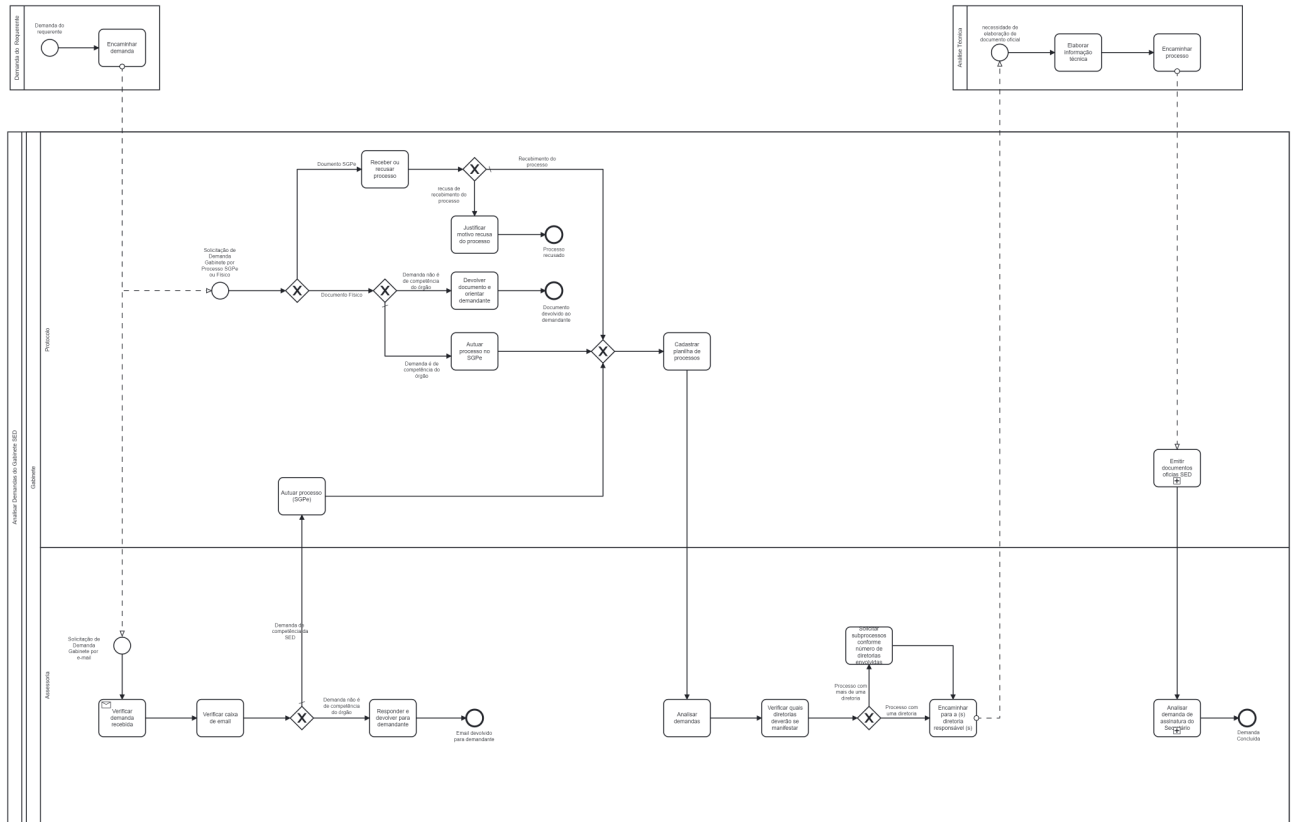 Demanda do Requerente
Demanda do
requerente
Encaminhar
demanda
Análise Técnica
necessidade de
elaboração de
documento oficial
Elaborar
informação
técnica
Encaminhar
processo
Analisar Demandas do Gabinete SED
Gabinete
Protocolo
Solicitação de
Demanda
Gabinete por
Processo SGPe
ou Físico
Doumento SGPe
Receber ou
recusar
processo
Recebimento do
processo
recusa de
recebimento do
processo
Justificar
motivo recusa
do processo
Processo
recusado
Documento Físico
Demanda não é
de competência
do órgão
Devolver
documento e
orientar
demandante
Documento
devolvido ao
demandante
Demanda é de
competência do
órgão
Autuar
processo no
SGPe
Cadastrar
planilha de
processos
Autuar processo
(SGPe)
Emitir
documentos
oficias SED
Assessoria
Solicitação de
Demanda
Gabinete por
e-mail
Verificar
demanda
recebida
Verificar caixa
de email
Demanda de
competência da
SED
Demanda não é
de competência
do órgão
Responder e
devolver para
demandante
Email devolvido
para demandante
Analisar
demandas
Verificar quais
diretorias
deverão se
manifestar
Processo com
mais de uma
diretoria
Solicitar
subprocessos
conforme
número de
diretorias
envolvidas
Processo com
uma diretoria
Encaminhar
para a (s)
diretoria
responsável (s)
Analisar
demanda de
assinatura do
Secretário
Demanda
Concluída